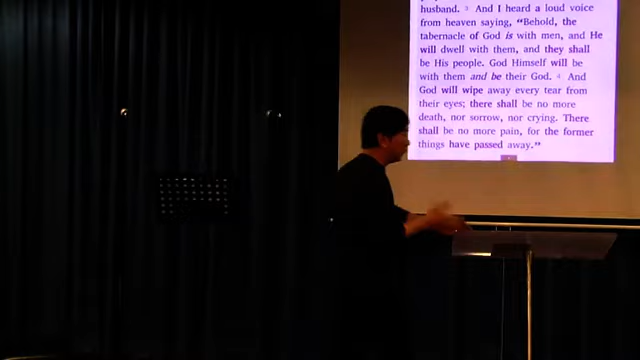 husband. 3 And I heard a loud voice
from heaven saying, "Behold, the
tabernacle of God is with men, and He
will dwell with them, and they shall
be His people. God Himself will be
with them and be their God. 4 And
God will wipe away every tear from
their eyes; there shall be no more
death, nor sorrow, nor crying. There
shall be no more pain, for the former
things have passed away."